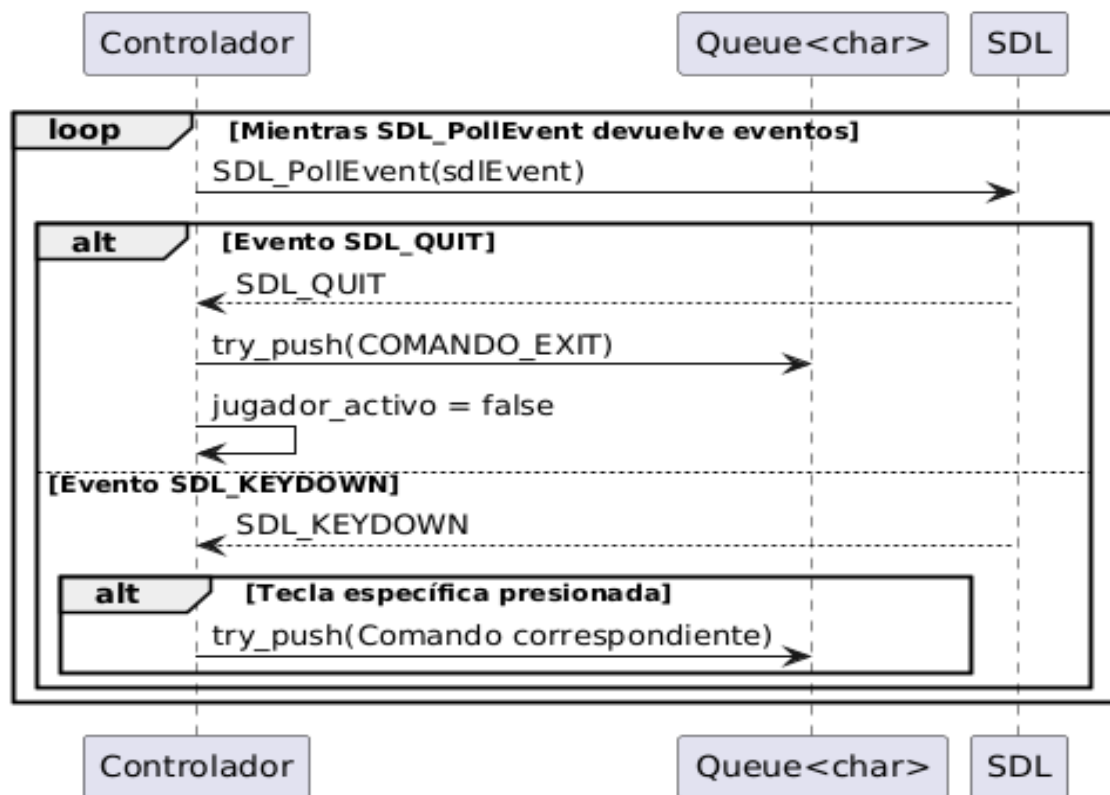 Controlador
Queue<char>
SDL
loop
[Mientras SDL_PollEvent devuelve eventos]
SDL_PollEvent(sdlEvent)
alt
[Evento SDL_QUIT]
SDL_QUIT
try_push(COMANDO_EXIT)
jugador_activo = false
[Evento SDL_KEYDOWN]
SDL_KEYDOWN
alt
[Tecla específica presionada]
try_push(Comando correspondiente)
Controlador
Queue<char>
SDL